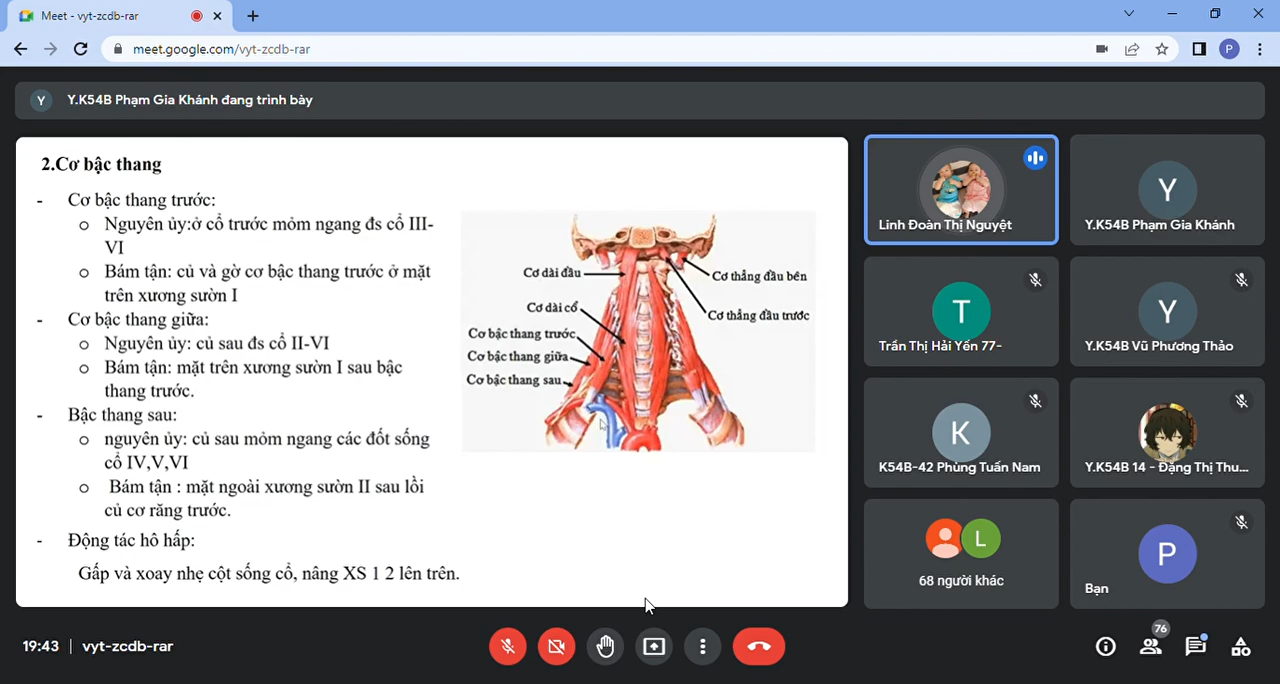 Meet - vyt-zcdb-rar
meet.google.com/vyt-zcdb-rar
P
Y
Y.K54B Phạm Gia Khánh đang trình bày
2.Cơ bậc thang
- Cơ bậc thang trước:
o Nguyên ủy:ở cổ trước mỏm ngang đs cổ III-
VI
o Bám tận: củ và gờ cơ bậc thang trước ở mặt
trên xương sườn I
- Cơ bậc thang giữa:
o Nguyên ủy: củ sau đs cổ II-VI
o Bám tận: mặt trên xương sườn I sau bậc
thang trước.
- Bậc thang sau:
o nguyên ủy: củ sau mỏm ngang các đốt sống
cổ IV,V,VI
o Bám tận : mặt ngoài xương sườn II sau lồi
củ cơ răng trước.
- Động tác hô hấp:
Gấp và xoay nhẹ cột sống cổ, nâng XS 1 2 lên trên.
Cơ dài đầu
Cơ dài cổ
Cơ bậc thang trước
Cơ bậc thang giữa
Cơ bậc thang sau
Cơ thẳng đầu bên
Cơ thẳng đầu trước
Linh Đoàn Thị Nguyệt
Y
Y.K54B Phạm Gia Khánh
T
Trần Thị Hải Yến 77-
Y
Y.K54B Vũ Phương Thảo
K
K54B-42 Phùng Tuấn Nam
Y.K54B 14 - Đặng Thị Thu...
L
68 người khác
P
Bạn
19:43 | vyt-zcdb-rar
76